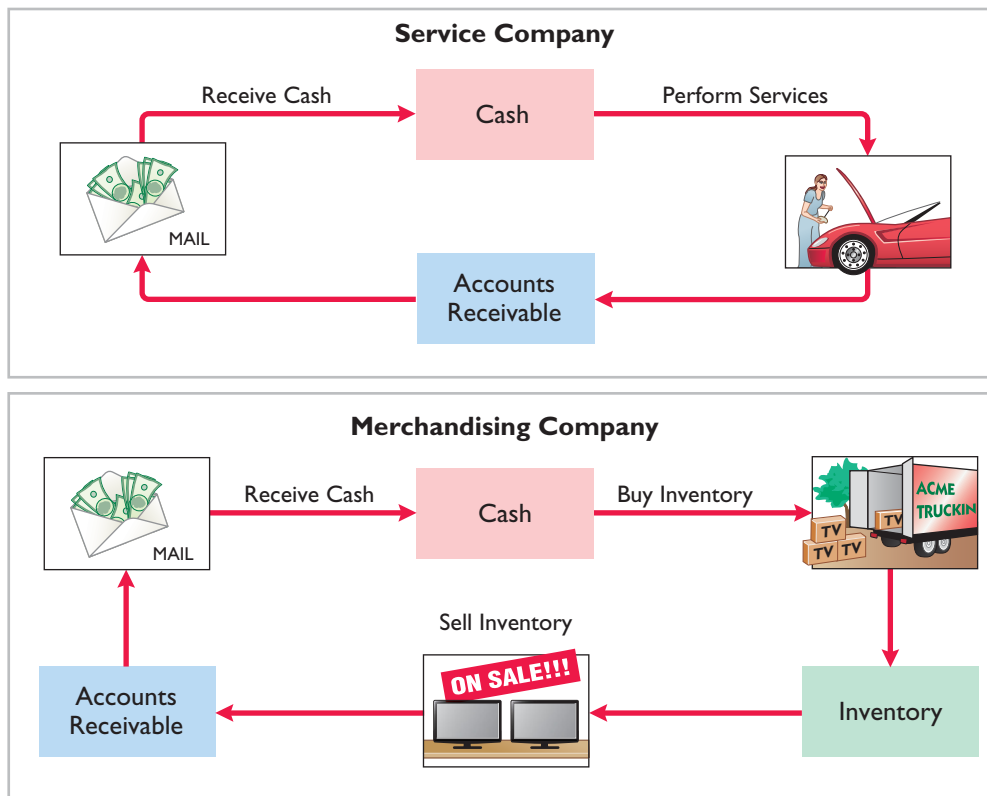 Service Company
Receive Cash
Cash
Perform Services
MAIL
Accounts
Receivable
Merchandising Company
Receive Cash
Cash
Buy Inventory
MAIL
ACME
TRUCKIN
TV
TV
TV TV
Sell Inventory
ON SALE!!!
Accounts
Receivable
Inventory